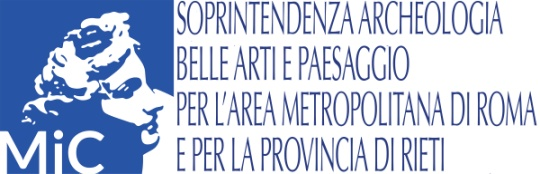 SOPRINTENDENZA ARCHEOLOGIA
BELLE ARTI E PAESAGGIO
PER L'AREA METROPOLITANA DI ROMA
E PER LA PROVINCIA DI RIETI
MiC